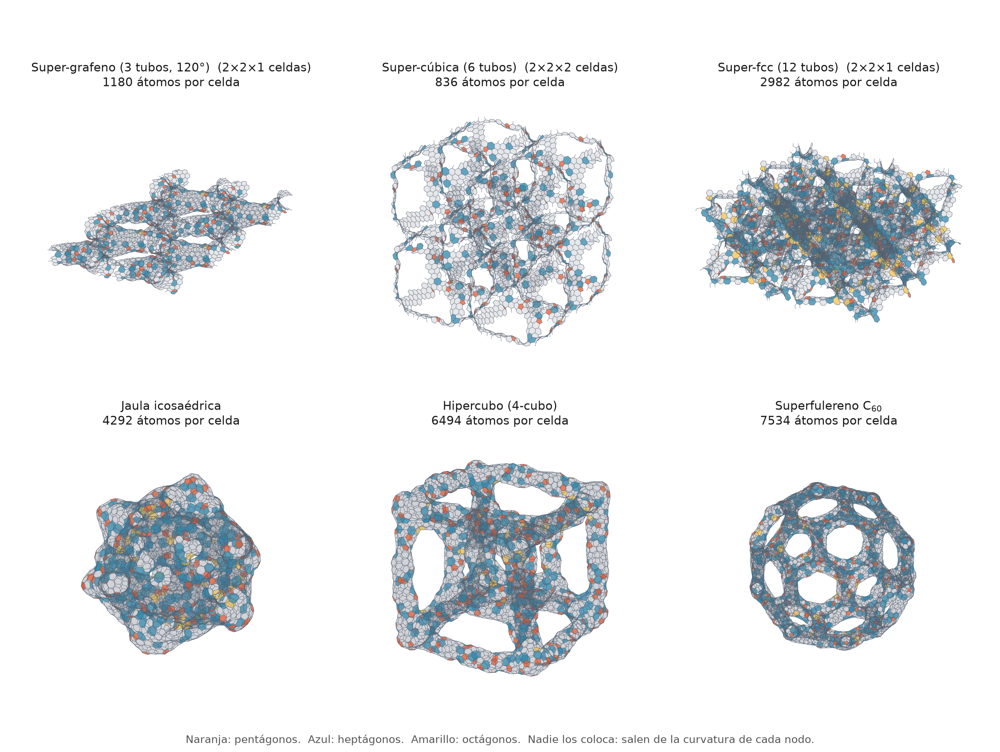 Super-grafeno (3 tubos, 120°)  (2×2×1 celdas)
1180 átomos por celda
Super-cúbica (6 tubos)  (2×2×2 celdas)
836 átomos por celda
Super-fcc (12 tubos)  (2×2×1 celdas)
2982 átomos por celda
Jaula icosaédrica
4292 átomos por celda
Hipercubo (4-cubo)
6494 átomos por celda
Superfulereno C₆₀
7534 átomos por celda
Naranja: pentágonos.  Azul: heptágonos.  Amarillo: octágonos.  Nadie los coloca: salen de la curvatura de cada nodo.